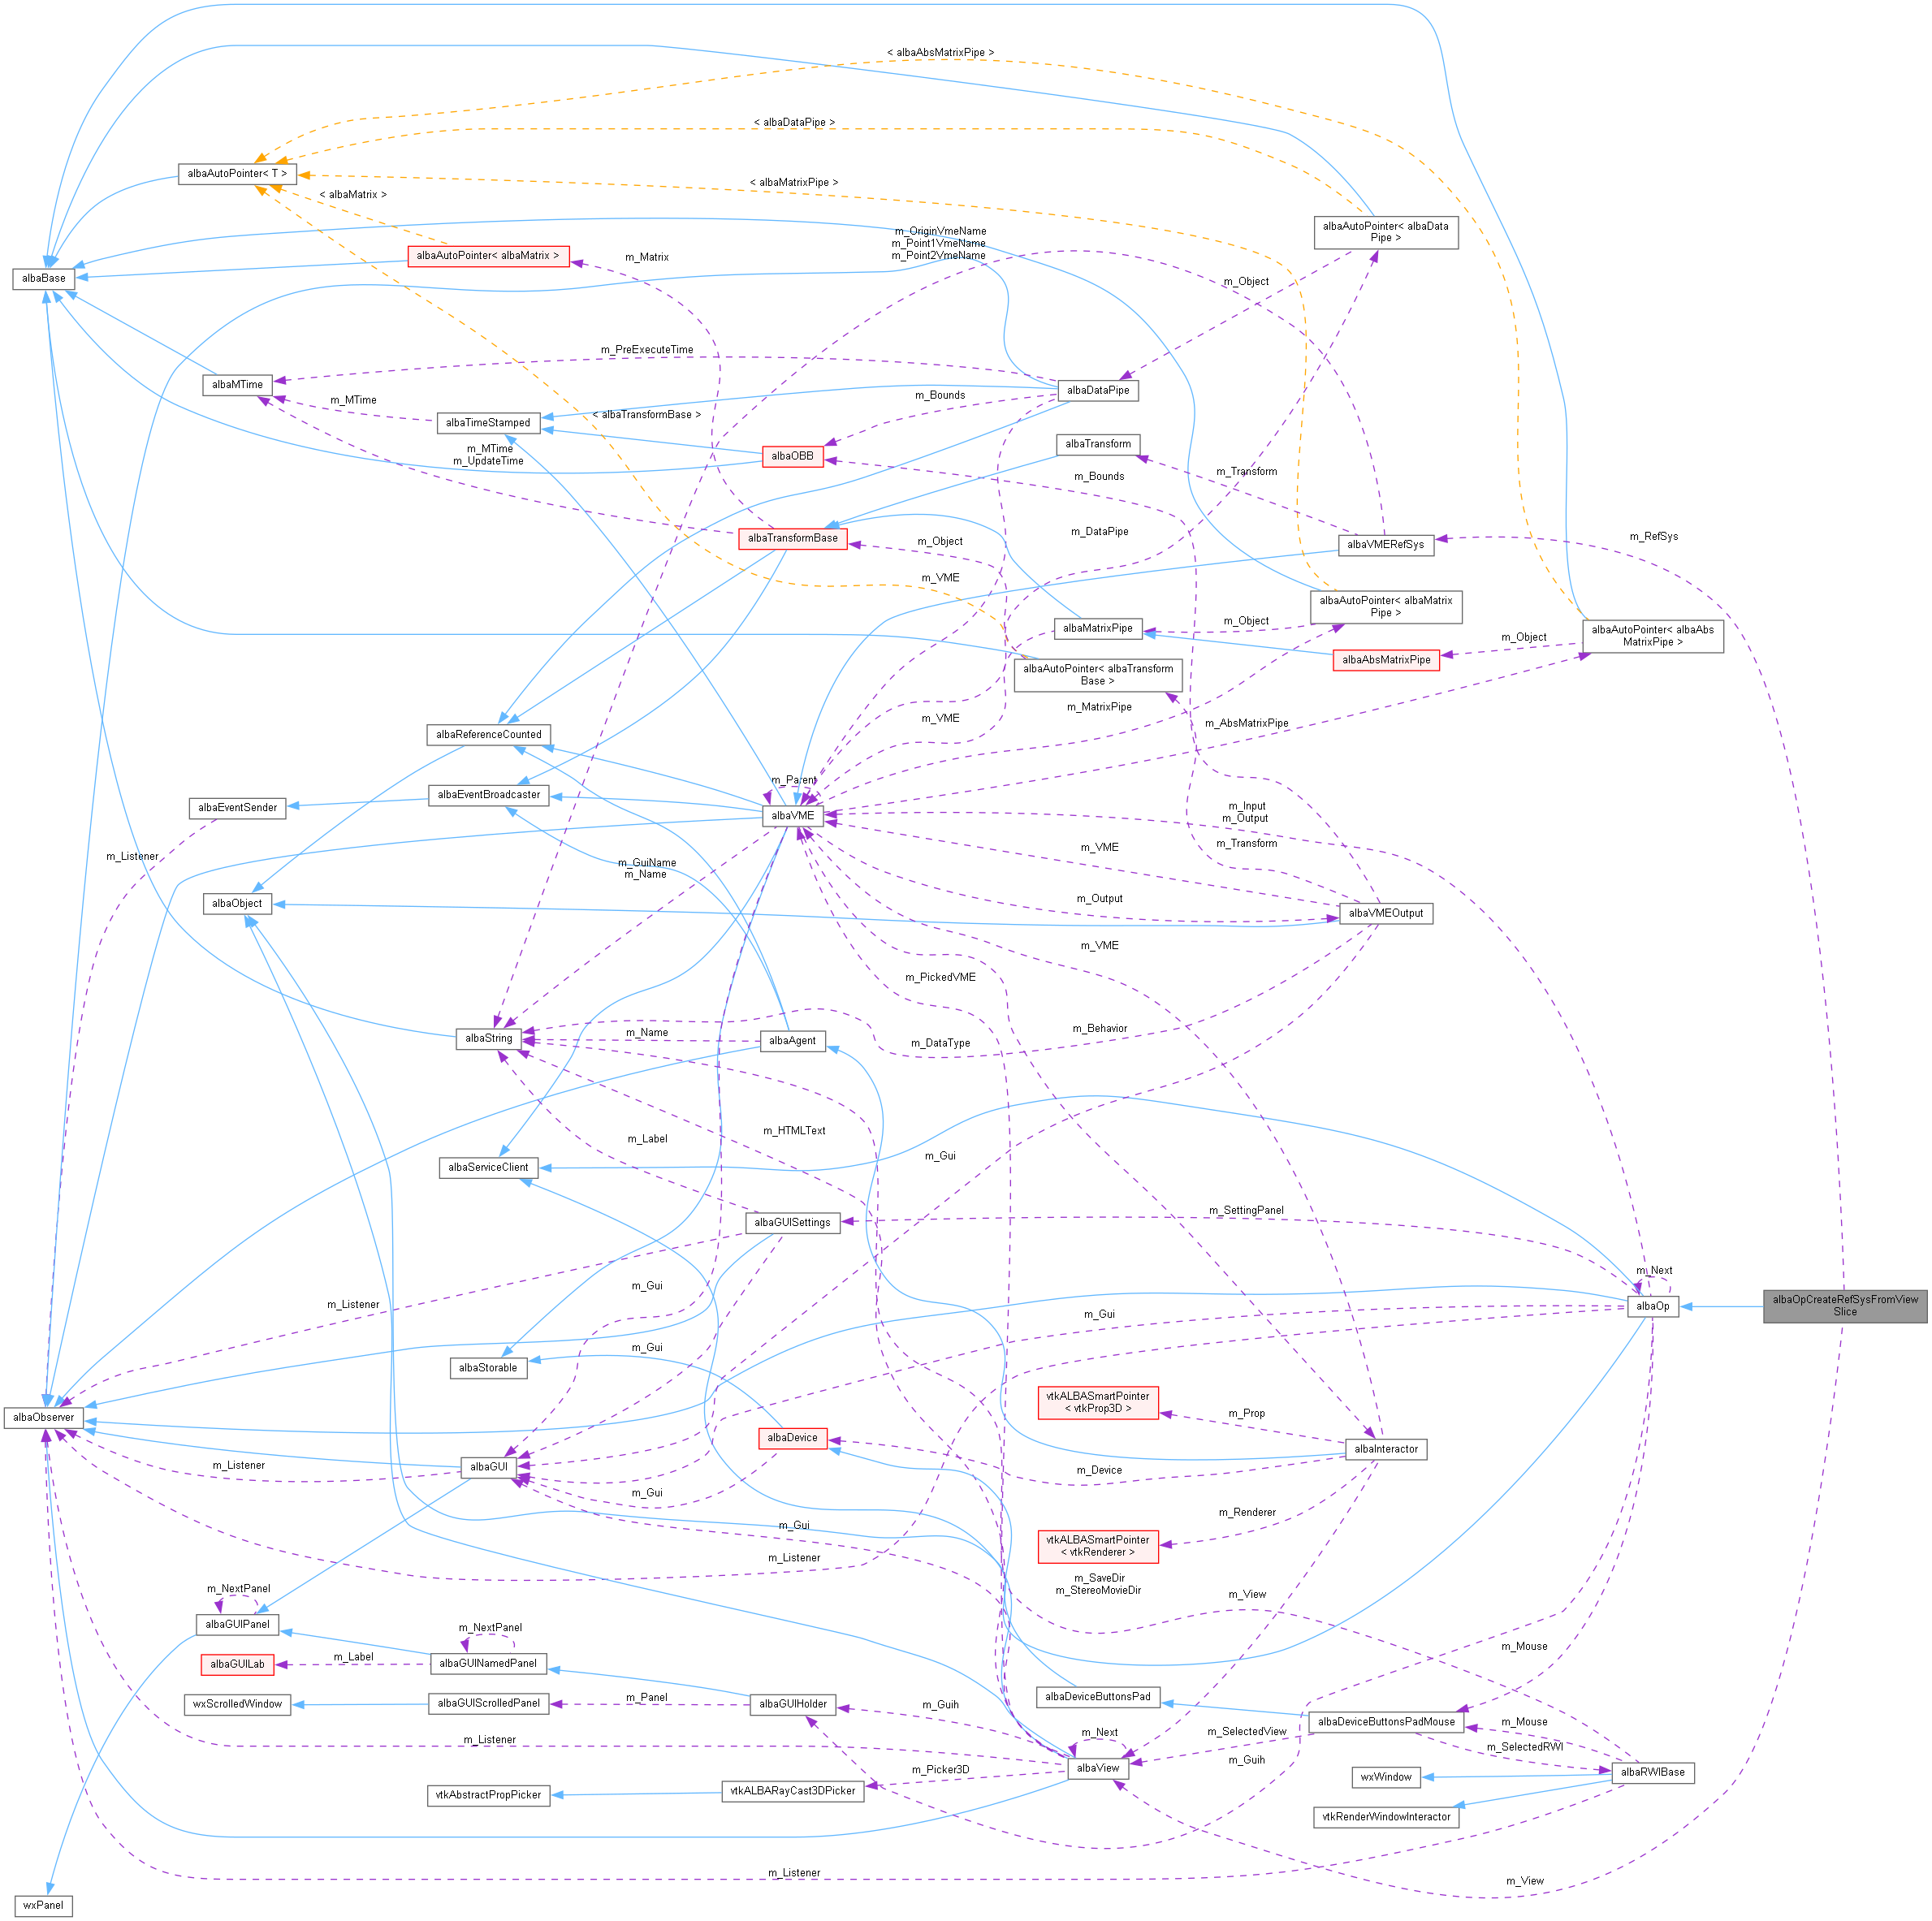 < albaAbsMatrixPipe >
< albaDataPipe >
albaAutoPointer< T >
< albaMatrixPipe >
< albaMatrix >
albaAutoPointer< albaData
Pipe >
m_OriginVmeName
m_Point1VmeName
m_Point2VmeName
albaAutoPointer< albaMatrix >
m_Matrix
albaBase
m_Object
m_PreExecuteTime
albaMTime
albaDataPipe
m_MTime
m_Bounds
< albaTransformBase >
albaTimeStamped
albaTransform
m_MTime
m_UpdateTime
albaOBB
m_Bounds
m_Transform
albaTransformBase
m_Object
m_DataPipe
albaVMERefSys
m_RefSys
m_VME
albaAutoPointer< albaMatrix
Pipe >
albaMatrixPipe
m_Object
albaAutoPointer< albaAbs
MatrixPipe >
m_Object
albaAbsMatrixPipe
albaAutoPointer< albaTransform
Base >
m_MatrixPipe
m_VME
m_AbsMatrixPipe
albaReferenceCounted
m_Parent
albaEventSender
albaEventBroadcaster
albaVME
m_Input
m_Output
m_Listener
m_GuiName
m_Name
m_VME
m_Transform
albaObject
m_Output
albaVMEOutput
m_VME
m_PickedVME
albaString
m_Name
albaAgent
m_DataType
m_Behavior
m_Label
m_HTMLText
m_Gui
albaServiceClient
albaGUISettings
m_SettingPanel
m_Gui
m_Next
m_Listener
albaOp
albaOpCreateRefSysFromView
Slice
m_Gui
albaStorable
m_Gui
vtkALBASmartPointer
< vtkProp3D >
m_Prop
albaObserver
albaDevice
albaInteractor
m_Listener
albaGUI
m_Device
m_Gui
m_Renderer
m_Gui
m_Listener
vtkALBASmartPointer
< vtkRenderer >
m_SaveDir
m_StereoMovieDir
m_View
m_NextPanel
albaGUIPanel
m_NextPanel
m_Mouse
m_Label
albaGUILab
albaGUINamedPanel
albaDeviceButtonsPad
wxScrolledWindow
albaGUIScrolledPanel
m_Panel
albaGUIHolder
m_Guih
albaDeviceButtonsPadMouse
m_Mouse
m_Listener
m_Next
m_SelectedView
m_SelectedRWI
m_Guih
albaView
m_Picker3D
wxWindow
albaRWIBase
vtkAbstractPropPicker
vtkALBARayCast3DPicker
vtkRenderWindowInteractor
m_Listener
m_View
wxPanel